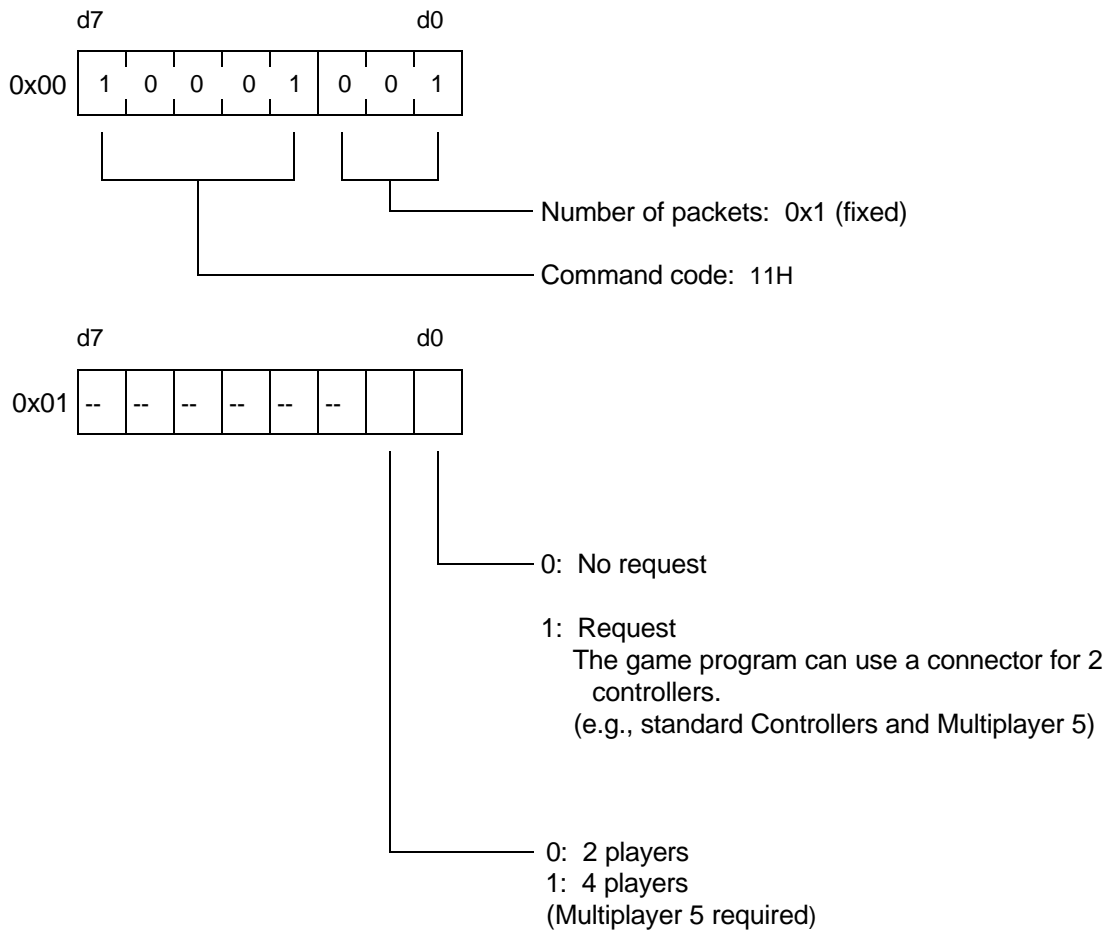 d7 d0
0x00 1 0 0 0 1 0 0 1
Number of packets: 0x1 (fixed)
Command code: 11H
d7 d0
0x01 -- -- -- -- -- --
0: No request
1: Request
The game program can use a connector for 2
controllers.
(e.g., standard Controllers and Multiplayer 5)
0: 2 players
1: 4 players
(Multiplayer 5 required)